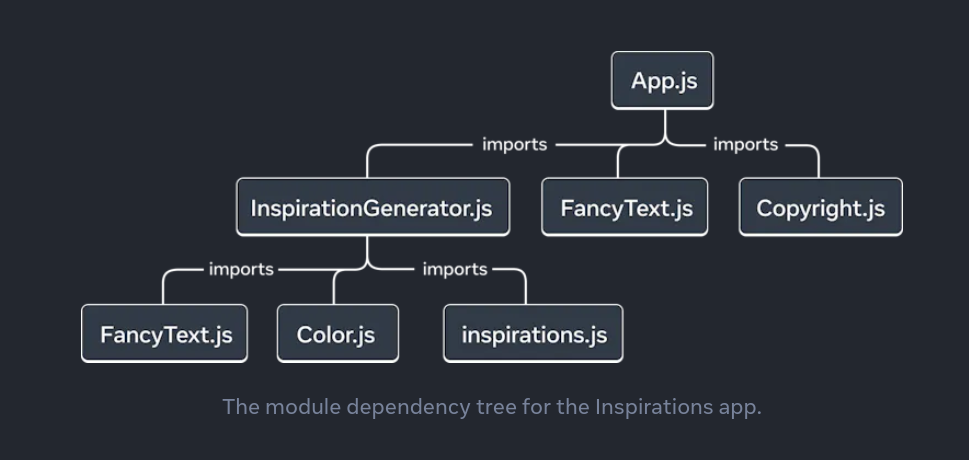 App.js
imports imports
InspirationGenerator.js FancyText.js Copyright.js
imports imports
FancyText.js Color.js inspirations.js
The module dependency tree for the Inspirations app.